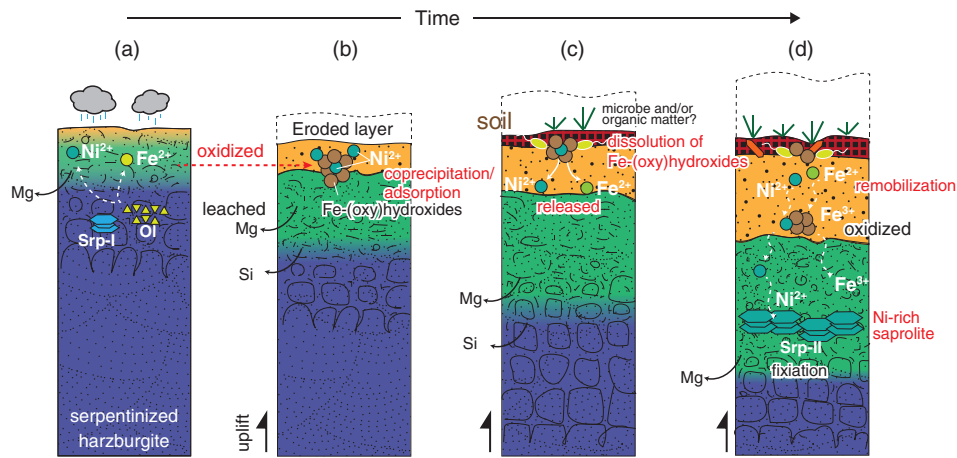 Time
(a)
(b)
(c)
(d)
Ni2+
Fe2+
Mg
Srp-I
Ol
serpentinized
harzburgite
oxidized
Eroded layer
Ni2+
coprecipitation/
adsorption
Fe-(oxy)hydroxides
leached
Mg
Si
uplift
soil
microbe and/or
organic matter?
dissolution of
Fe-(oxy)hydroxides
Ni2+
Fe2+
released
Mg
Si
Fe2+
Ni2+
remobilization
Fe3+
oxidized
Ni2+
Fe3+
Ni-rich
saprolite
Srp-II
fixiation
Mg